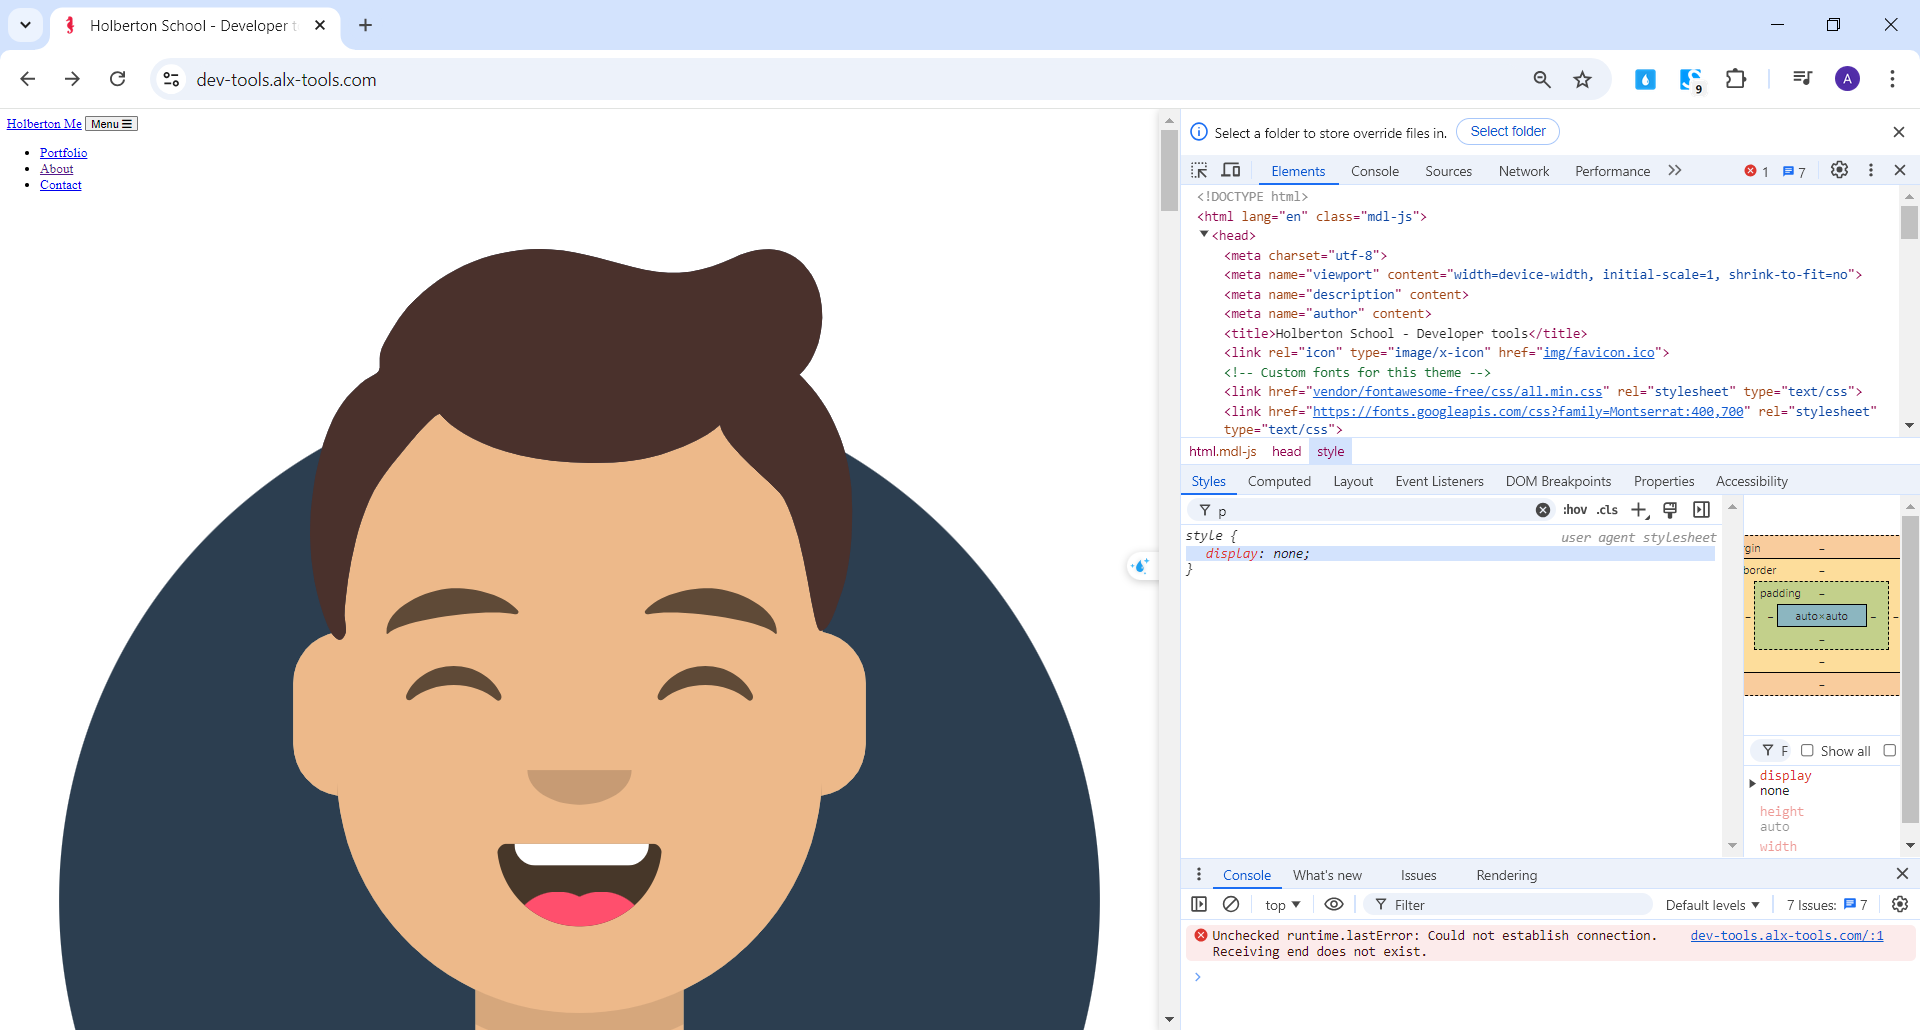 Holberton School - Developer t
dev-tools.alx-tools.com
9
A
Holberton Me Menu ☰
Portfolio
About
Contact
Select a folder to store override files in. Select folder
Elements Console Sources Network Performance 1 7
<!DOCTYPE html>
<html lang="en" class="mdl-js">
<head>
<meta charset="utf-8">
<meta name="viewport" content="width=device-width, initial-scale=1, shrink-to-fit=no">
<meta name="description" content>
<meta name="author" content>
<title>Holberton School - Developer tools</title>
<link rel="icon" type="image/x-icon" href="img/favicon.ico">
<!-- Custom fonts for this theme -->
<link href="vendor/fontawesome-free/css/all.min.css" rel="stylesheet" type="text/css">
<link href="https://fonts.googleapis.com/css?family=Montserrat:400,700" rel="stylesheet"
type="text/css">
html.mdl-js head style
Styles Computed Layout Event Listeners DOM Breakpoints Properties Accessibility
p :hov .cls
style { user agent stylesheet
display: none;
}
gin –
border –
padding –
– – auto×auto – –
–
–
–
F Show all
display
none
height
auto
width
Console What's new Issues Rendering
top Filter Default levels 7 Issues: 7
Unchecked runtime.lastError: Could not establish connection. dev-tools.alx-tools.com/:1
Receiving end does not exist.